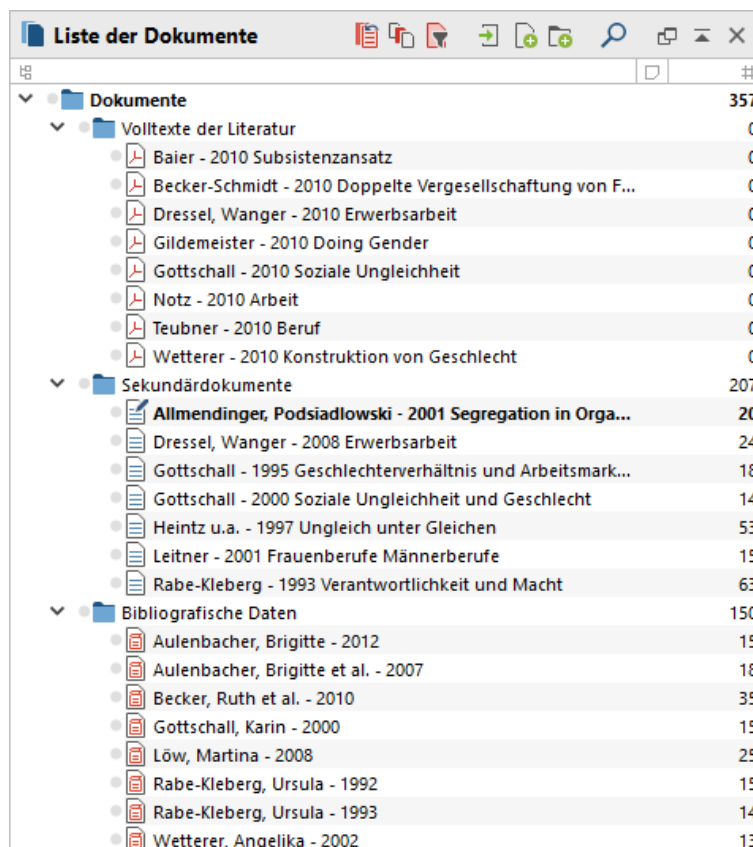 Liste der Dokumente
#
Dokumente 357
Volltexte der Literatur 0
Baier - 2010 Subsistenzansatz 0
Becker-Schmidt - 2010 Doppelte Vergesellschaftung von F... 0
Dressel, Wanger - 2010 Erwerbsarbeit 0
Gildemeister - 2010 Doing Gender 0
Gottschall - 2010 Soziale Ungleichheit 0
Notz - 2010 Arbeit 0
Teubner - 2010 Beruf 0
Wetterer - 2010 Konstruktion von Geschlecht 0
Sekundärdokumente 207
Allmendinger, Podsiadlowski - 2001 Segregation in Orga... 20
Dressel, Wanger - 2008 Erwerbsarbeit 24
Gottschall - 1995 Geschlechterverhältnis und Arbeitsmark... 18
Gottschall - 2000 Soziale Ungleichheit und Geschlecht 14
Heintz u.a. - 1997 Ungleich unter Gleichen 53
Leitner - 2001 Frauenberufe Männerberufe 15
Rabe-Kleberg - 1993 Verantwortlichkeit und Macht 63
Bibliografische Daten 150
Aulenbacher, Brigitte - 2012 15
Aulenbacher, Brigitte et al. - 2007 18
Becker, Ruth et al. - 2010 35
Gottschall, Karin - 2000 15
Löw, Martina - 2008 25
Rabe-Kleberg, Ursula - 1992 15
Rabe-Kleberg, Ursula - 1993 14
Wetterer, Angelika - 2002 13